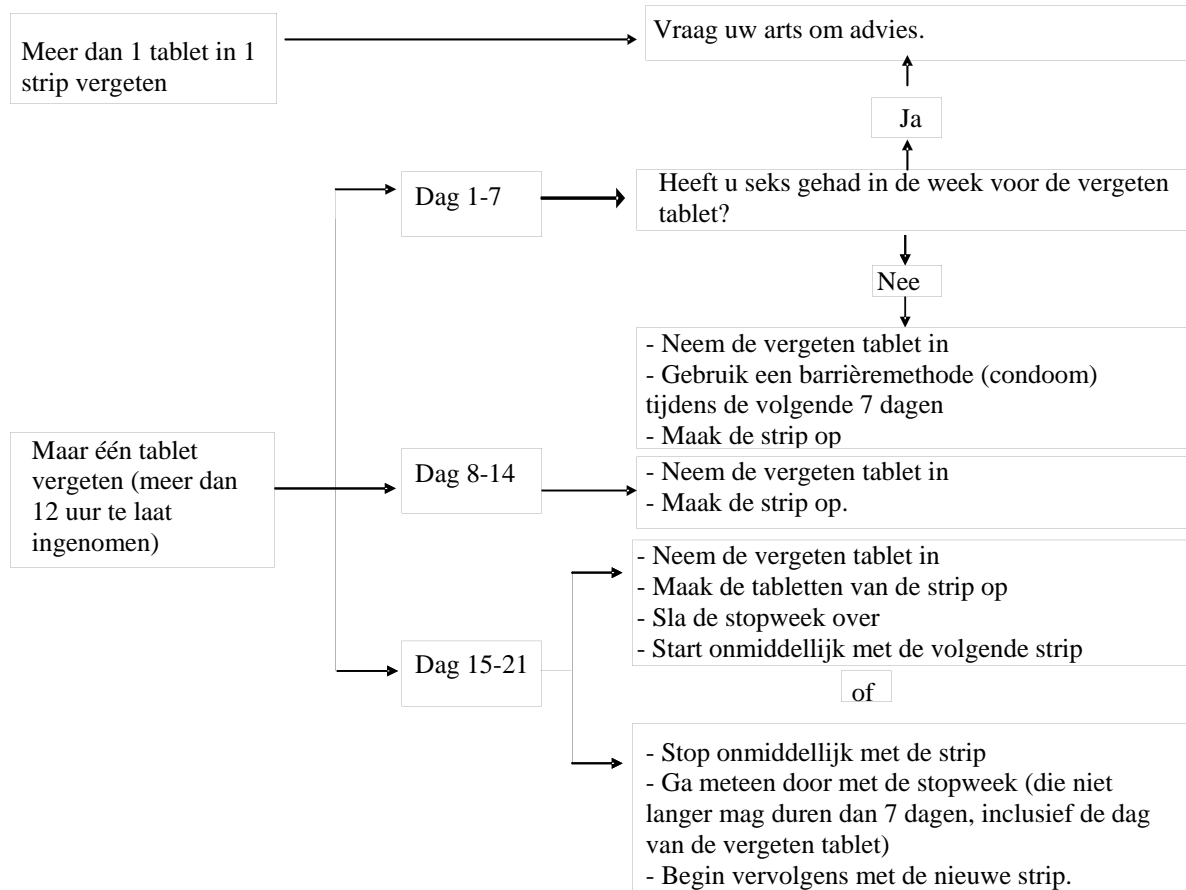 Meer dan 1 tablet in 1
strip vergeten
Vraag uw arts om advies.
Ja
Dag 1-7
Heeft u seks gehad in de week voor de vergeten
tablet?
Nee
- Neem de vergeten tablet in
- Gebruik een barrièremethode (condoom)
tijdens de volgende 7 dagen
- Maak de strip op
Maar één tablet
vergeten (meer dan
12 uur te laat
ingenomen)
Dag 8-14
- Neem de vergeten tablet in
- Maak de strip op.
Dag 15-21
- Neem de vergeten tablet in
- Maak de tabletten van de strip op
- Sla de stopweek over
- Start onmiddellijk met de volgende strip
of
- Stop onmiddellijk met de strip
- Ga meteen door met de stopweek (die niet
langer mag duren dan 7 dagen, inclusief de dag
van de vergeten tablet)
- Begin vervolgens met de nieuwe strip.